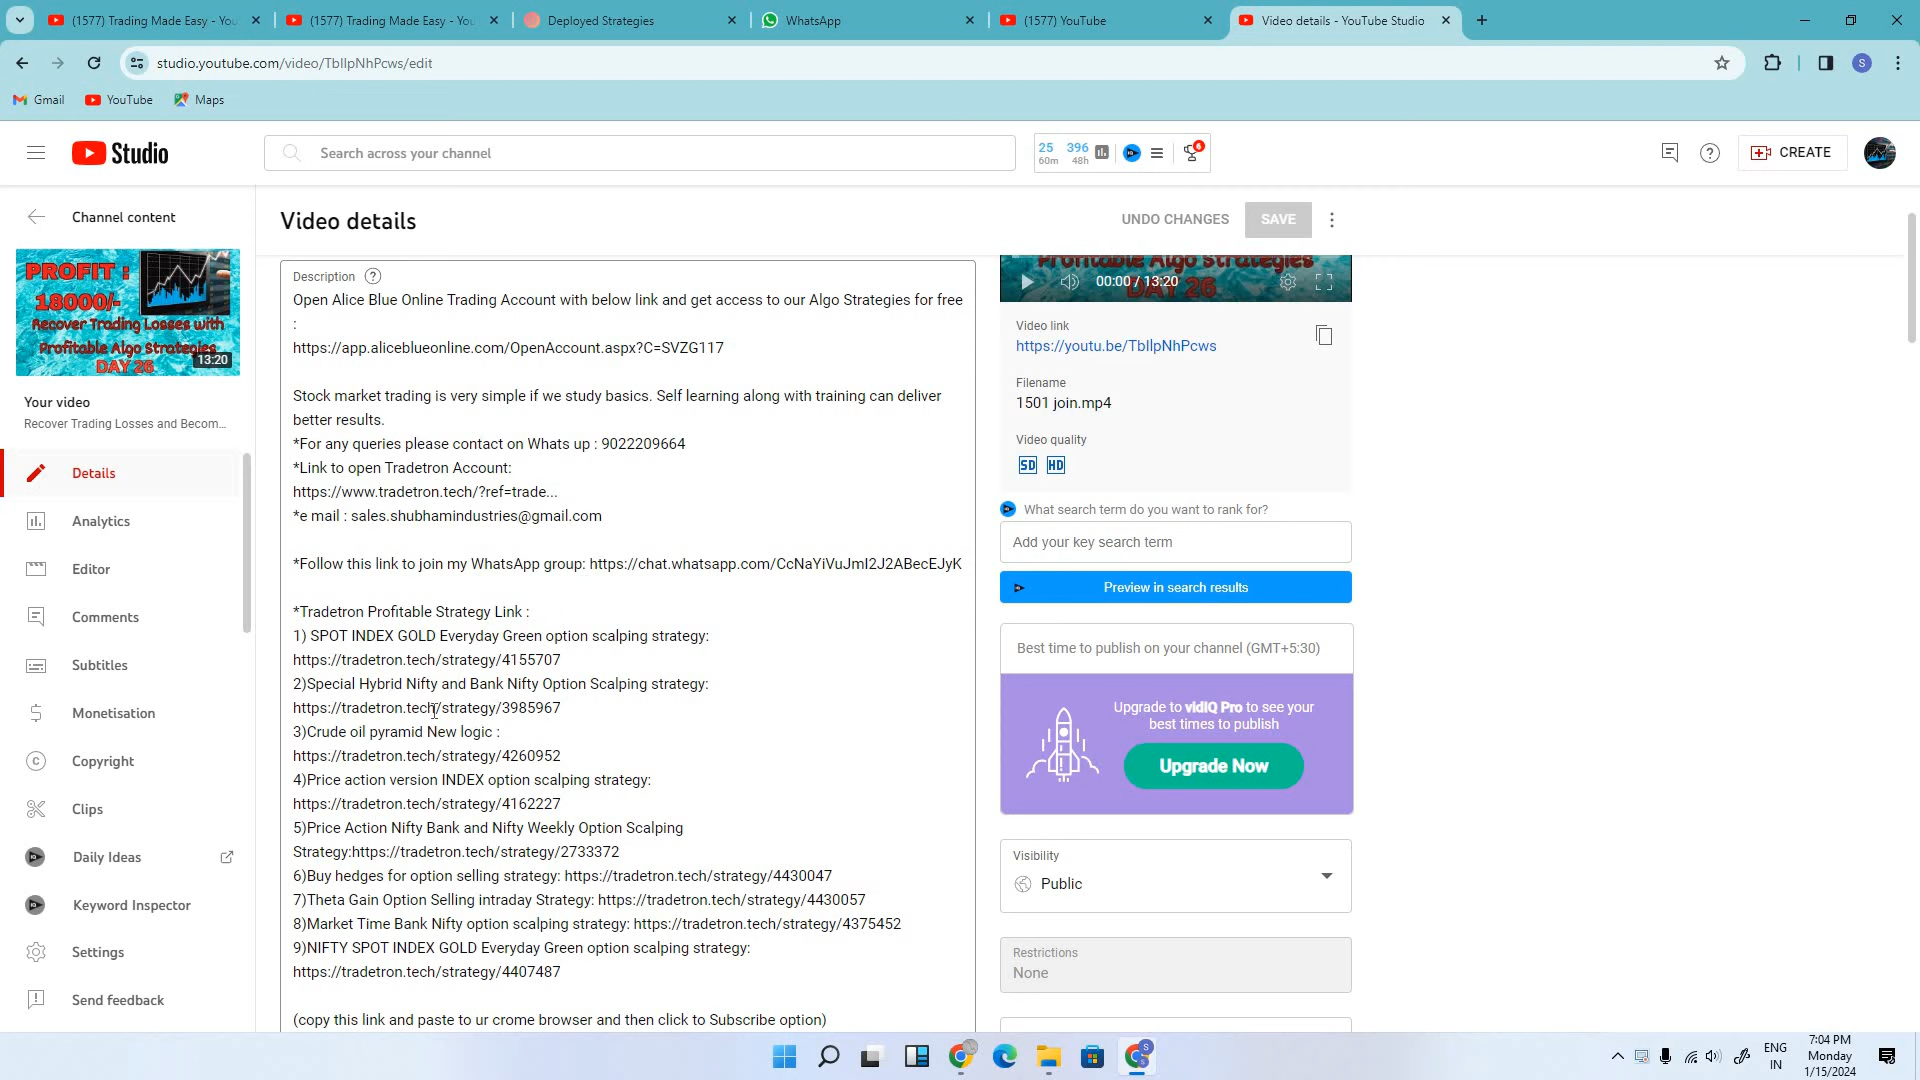 (1577) Trading Made Easy - You
(1577) Trading Made Easy - You
Deployed Strategies
WhatsApp
(1577) YouTube
Video details - YouTube Studio
studio.youtube.com/video/TbIlpNhPcws/edit
S
Gmail
YouTube
Maps
Studio
Search across your channel
25
60m
396
48h
6
CREATE
Channel content
Video details
UNDO CHANGES
SAVE
PROFIT :
18000/-
Recover Trading Losses with
Profitable Algo Strategies
DAY 26
13:20
Your video
Recover Trading Losses and Becom...
Details
Analytics
Editor
Comments
Subtitles
Monetisation
Copyright
Clips
Daily Ideas
Keyword Inspector
Settings
Send feedback
Description
Open Alice Blue Online Trading Account with below link and get access to our Algo Strategies for free
:
https://app.aliceblueonline.com/OpenAccount.aspx?C=SVZG117
Stock market trading is very simple if we study basics. Self learning along with training can deliver
better results.
*For any queries please contact on Whats up : 9022209664
*Link to open Tradetron Account:
https://www.tradetron.tech/?ref=trade...
*e mail : sales.shubhamindustries@gmail.com
*Follow this link to join my WhatsApp group: https://chat.whatsapp.com/CcNaYiVuJmI2J2ABecEJyK
*Tradetron Profitable Strategy Link :
1) SPOT INDEX GOLD Everyday Green option scalping strategy:
https://tradetron.tech/strategy/4155707
2)Special Hybrid Nifty and Bank Nifty Option Scalping strategy:
https://tradetron.tech/strategy/3985967
3)Crude oil pyramid New logic :
https://tradetron.tech/strategy/4260952
4)Price action version INDEX option scalping strategy:
https://tradetron.tech/strategy/4162227
5)Price Action Nifty Bank and Nifty Weekly Option Scalping
Strategy:https://tradetron.tech/strategy/2733372
6)Buy hedges for option selling strategy: https://tradetron.tech/strategy/4430047
7)Theta Gain Option Selling intraday Strategy: https://tradetron.tech/strategy/4430057
8)Market Time Bank Nifty option scalping strategy: https://tradetron.tech/strategy/4375452
9)NIFTY SPOT INDEX GOLD Everyday Green option scalping strategy:
https://tradetron.tech/strategy/4407487
(copy this link and paste to ur crome browser and then click to Subscribe option)
Profitable Algo Strategies
DAY 26
00:00 / 13:20
Video link
https://youtu.be/TbIlpNhPcws
Filename
1501 join.mp4
Video quality
SD HD
What search term do you want to rank for?
Add your key search term
Preview in search results
Best time to publish on your channel (GMT+5:30)
Upgrade to vidIQ Pro to see your
best times to publish
Upgrade Now
Visibility
Public
Restrictions
None
ENG
IN
7:04 PM
Monday
1/15/2024